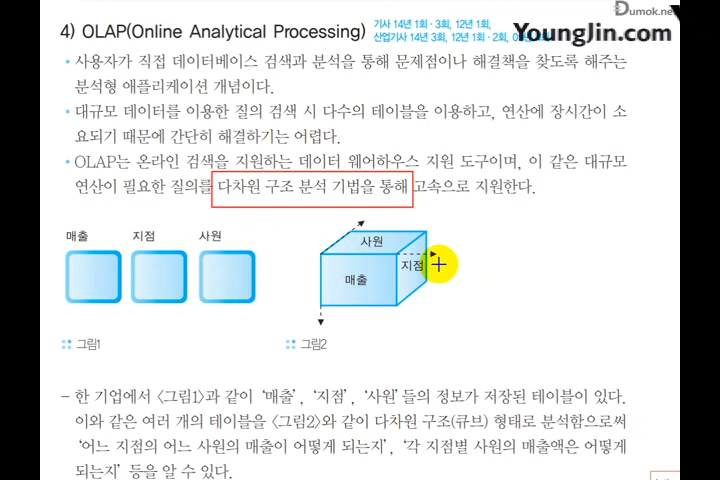 Dumok.net
YoungJin.com
4) OLAP(Online Analytical Processing) 기사 14년 1회·3회, 12년 1회,
산업기사 14년 1회, 12년 1회·2회,
• 사용자가 직접 데이터베이스 검색과 분석을 통해 문제점이나 해결책을 찾도록 해주는
분석형 애플리케이션 개념이다.
• 대규모 데이터를 이용한 질의 검색 시 다수의 테이블을 이용하고, 연산에 장시간이 소
요되기 때문에 간단히 해결하기는 어렵다.
• OLAP는 온라인 검색을 지원하는 데이터 웨어하우스 지원 도구이며, 이 같은 대규모
연산이 필요한 질의를 다차원 구조 분석 기법을 통해 고속으로 지원한다.
매출 지점 사원
사원
지점
매출
그림1 그림2
– 한 기업에서 〈그림1〉과 같이 '매출', '지점', '사원'들의 정보가 저장된 테이블이 있다.
이와 같은 여러 개의 테이블을 〈그림2〉와 같이 다차원 구조(큐브) 형태로 분석함으로써
'어느 지점의 어느 사원의 매출이 어떻게 되는지', '각 지점별 사원의 매출액은 어떻게
되는지' 등을 알 수 있다.